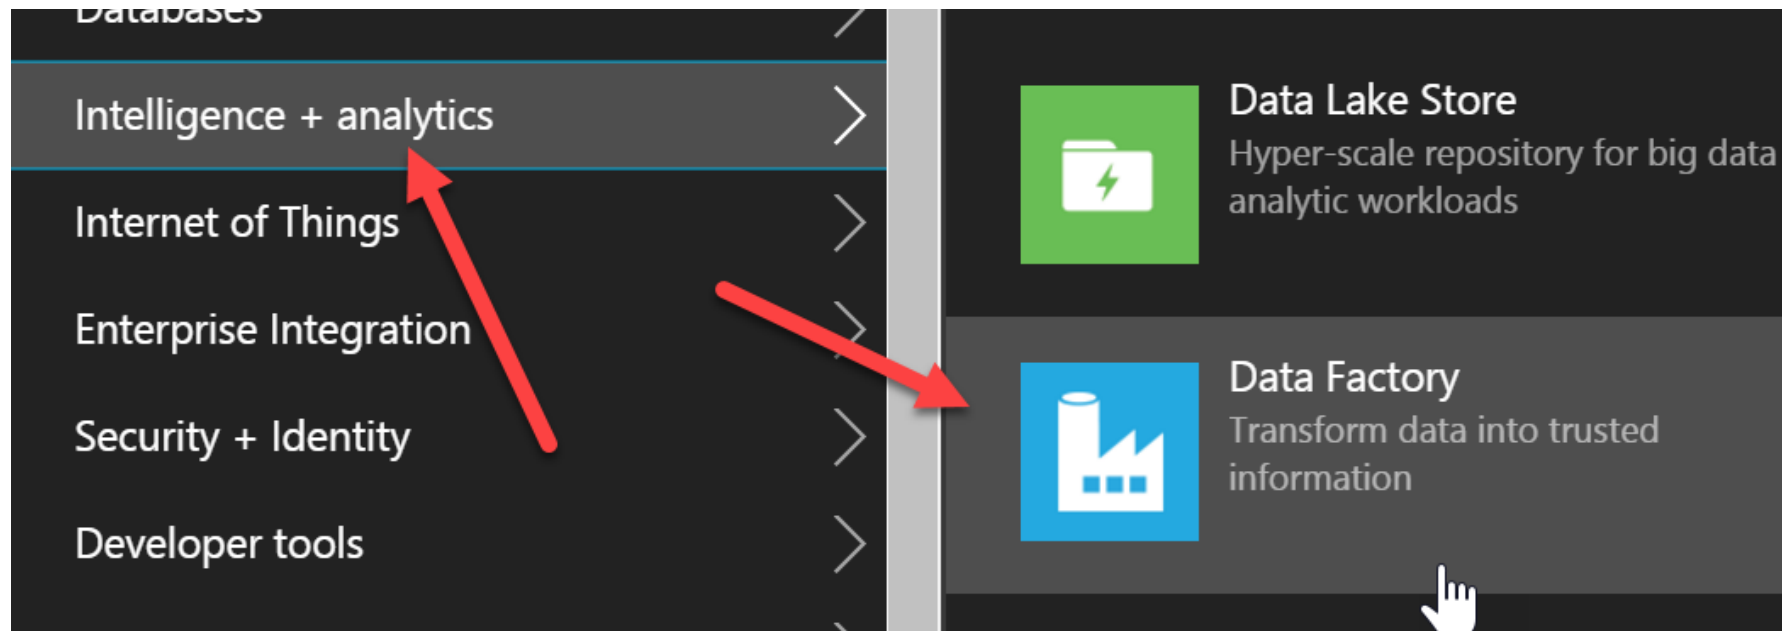 Databases
Intelligence + analytics
Internet of Things
Enterprise Integration
Security + Identity
Developer tools
Data Lake Store
Hyper-scale repository for big data
analytic workloads
Data Factory
Transform data into trusted
information